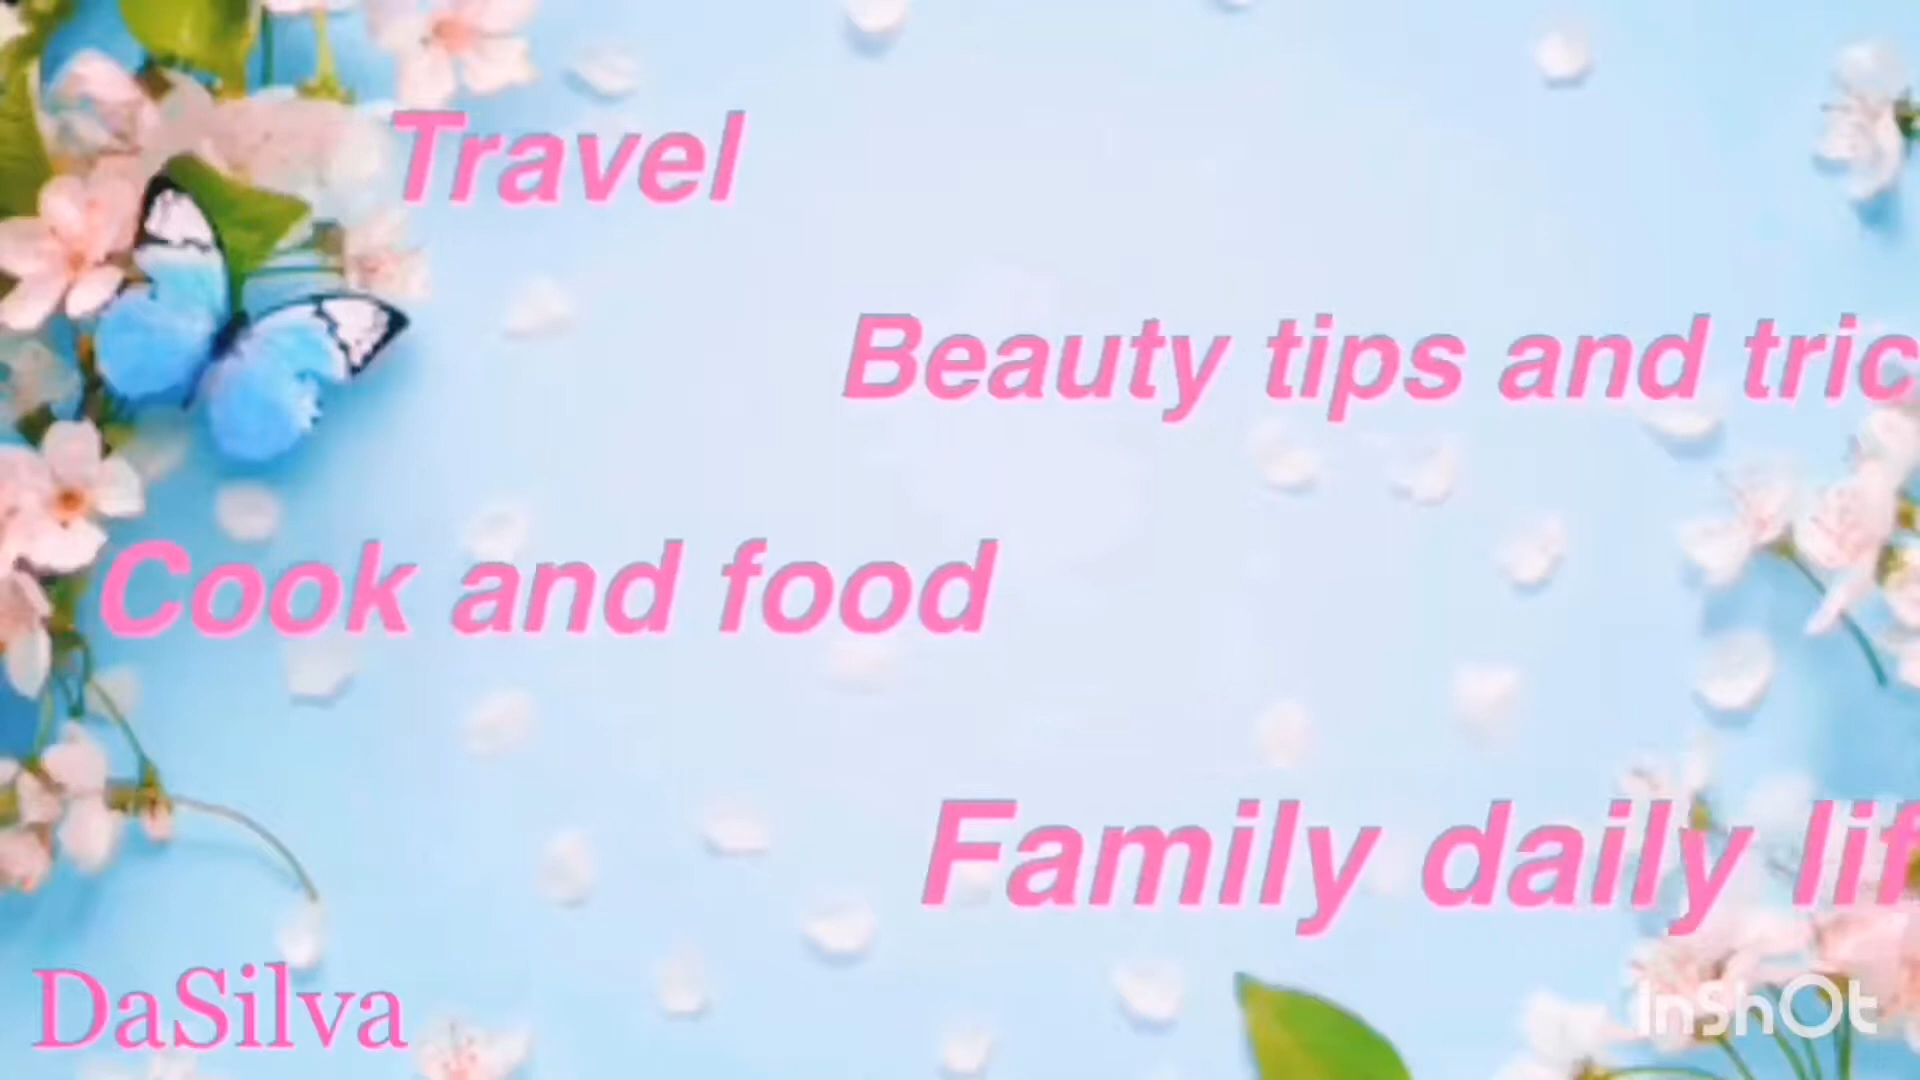 Travel
Beauty tips and tric
Cook and food
Family daily lif
DaSilva
InShOt